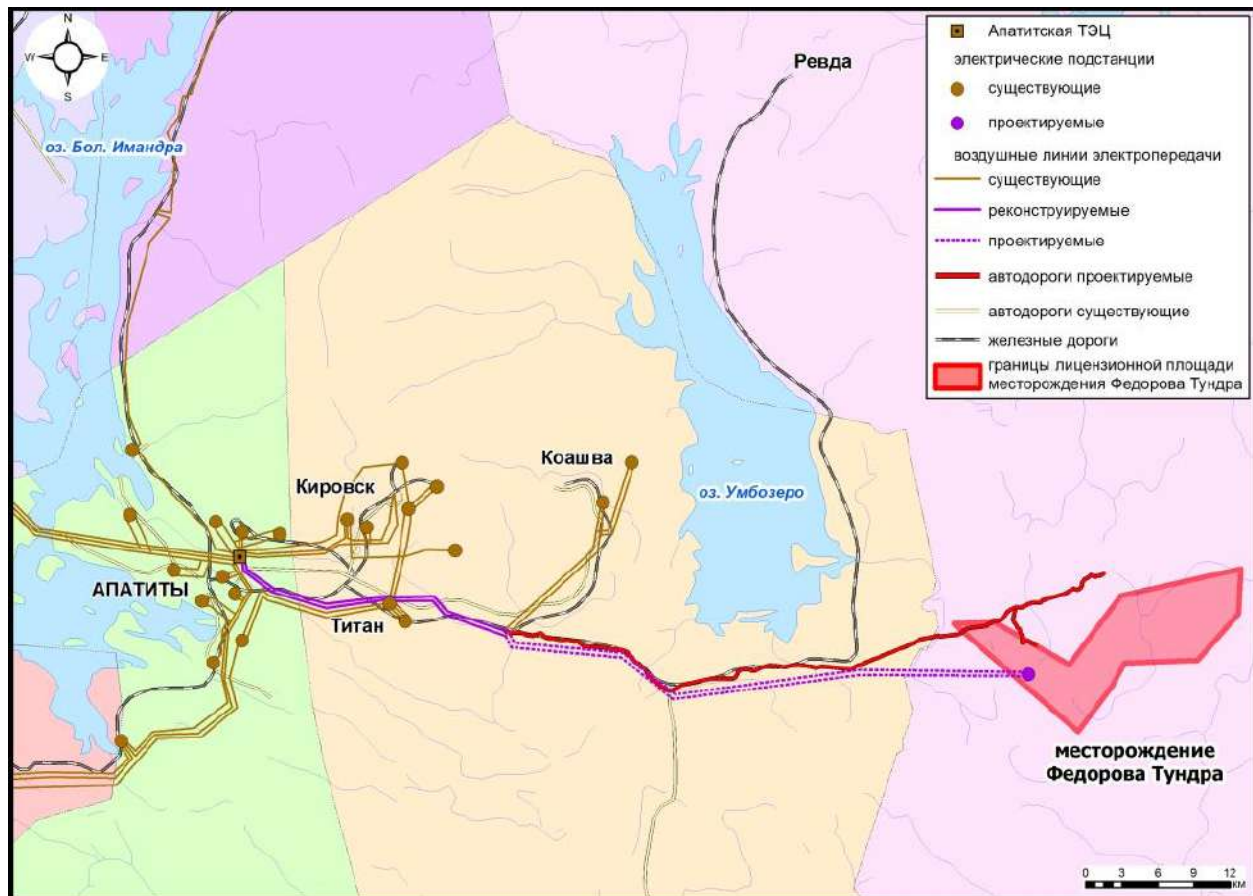 N
W E
S
оз. Бол. Имандра
Ревда
Кировск
Коашва
оз. Умбозеро
АПАТИТЫ
Титан
месторождение
Федорова Тундра
Апатитская ТЭЦ
электрические подстанции
существующие
проектируемые
воздушные линии электропередачи
существующие
реконструируемые
проектируемые
автодороги проектируемые
автодороги существующие
железные дороги
границы лицензионной площади
месторождения Федорова Тундра
0 3 6 9 12
КМ